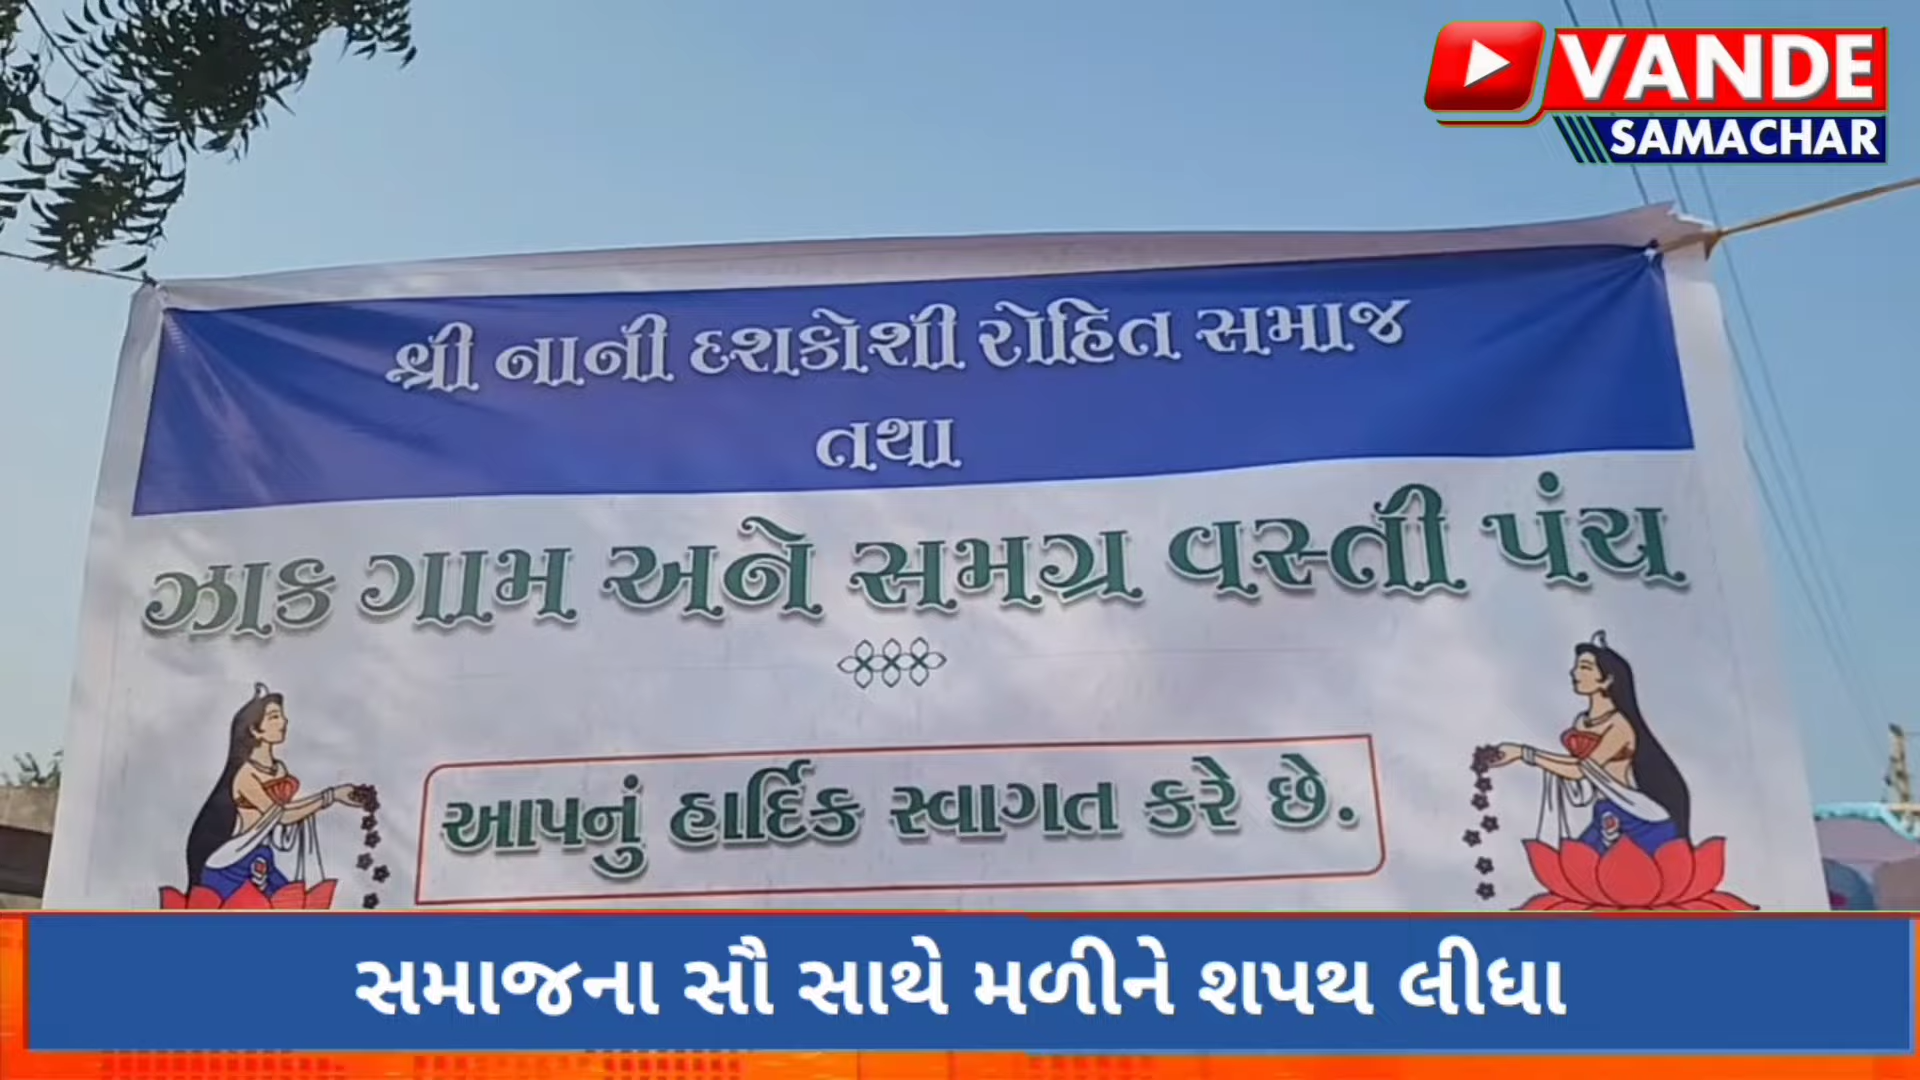 VANDE
SAMACHAR
શ્રી નાની દશકોશી રોહિત સમાજ
તથા
ઝાક ગામ અને સમગ્ર વસ્તી પંચ
આપનું હાર્દિક સ્વાગત કરે છે.
સમાજના સૌ સાથે મળીને શપથ લીધા